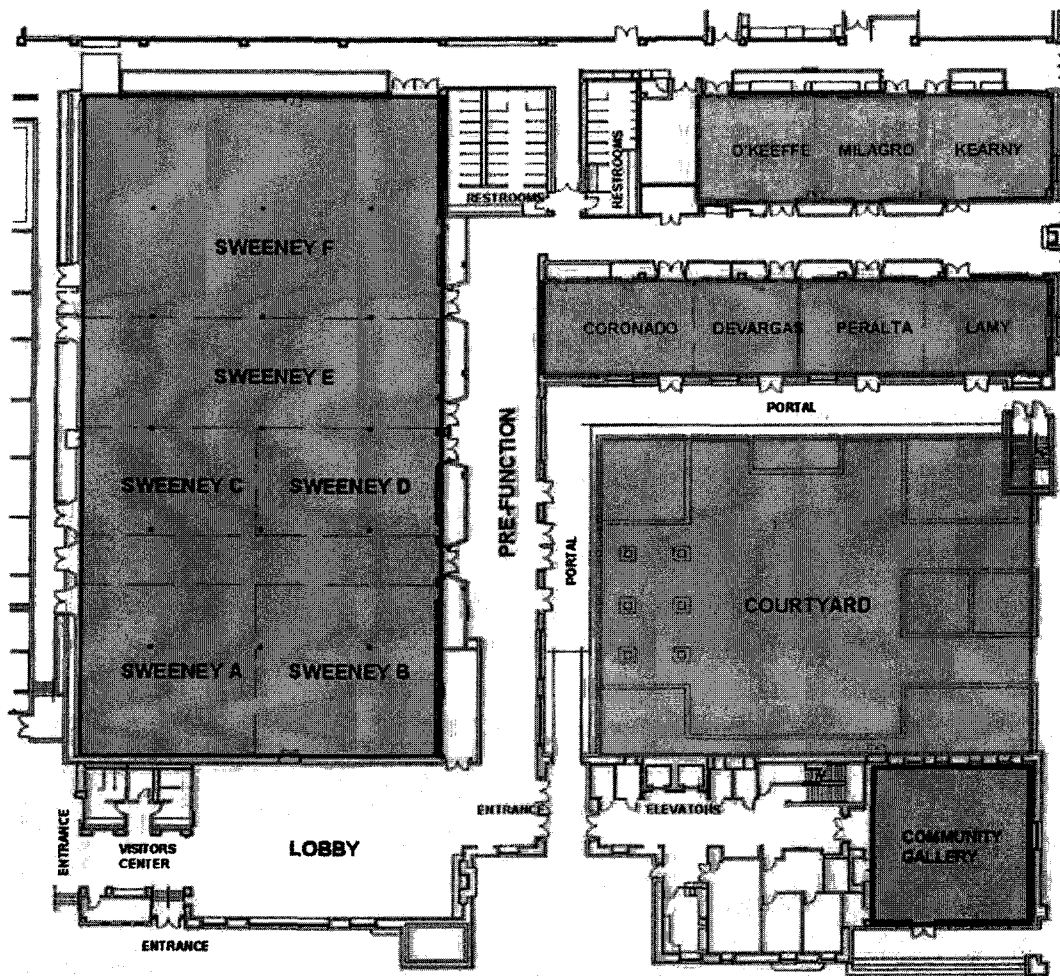 O'KEEFFE
MILAGRO
KEARNY
RESTROOMS
RESTROOMS
SWEENEY F
CORONADO
DEVARGAS
PERALTA
LAMY
SWEENEY E
PORTAL
PRE-FUNCTION
SWEENEY C
SWEENEY D
PORTAL
COURTYARD
SWEENEY A
SWEENEY B
ENTRANCE
ELEVATORS
ENTRANCE
VISITORS
CENTER
LOBBY
COMMUNITY
GALLERY
ENTRANCE